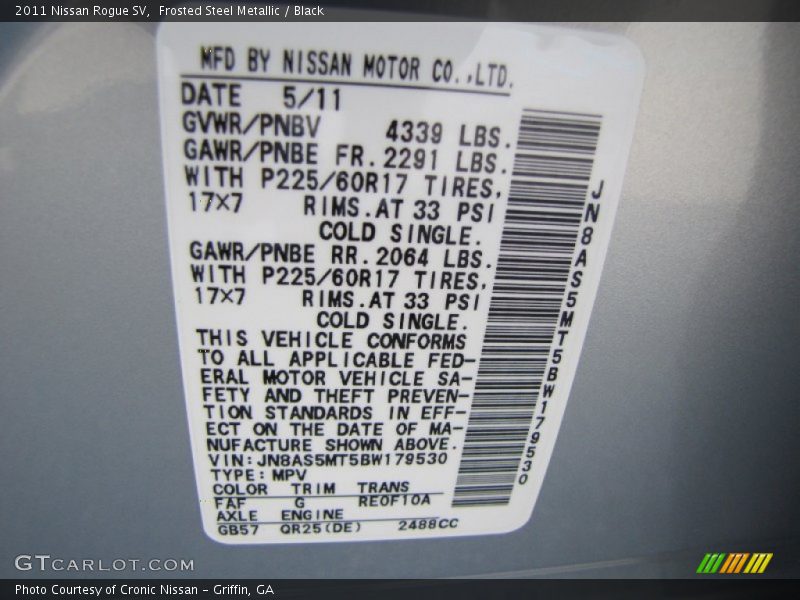 2011 Nissan Rogue SV, Frosted Steel Metallic / Black
MFD BY NISSAN MOTOR CO.,LTD.
DATE 5/11
GVWR/PNBV 4339 LBS.
GAWR/PNBE FR. 2291 LBS.
WITH P225/60R17 TIRES,
17×7 RIMS.AT 33 PSI
COLD SINGLE.
GAWR/PNBE RR. 2064 LBS.
WITH P225/60R17 TIRES,
17×7 RIMS.AT 33 PSI
COLD SINGLE.
THIS VEHICLE CONFORMS
TO ALL APPLICABLE FED-
ERAL MOTOR VEHICLE SA-
FETY AND THEFT PREVEN-
TION STANDARDS IN EFF-
ECT ON THE DATE OF MA-
NUFACTURE SHOWN ABOVE.
VIN:JN8AS5MT5BW179530
TYPE:MPV
COLOR TRIM TRANS
FAF G RE0F10A
AXLE ENGINE
GB57 QR25(DE) 2488CC
JN8AS5MT5BW179530
GTCARLOT.COM
Photo Courtesy of Cronic Nissan – Griffin, GA